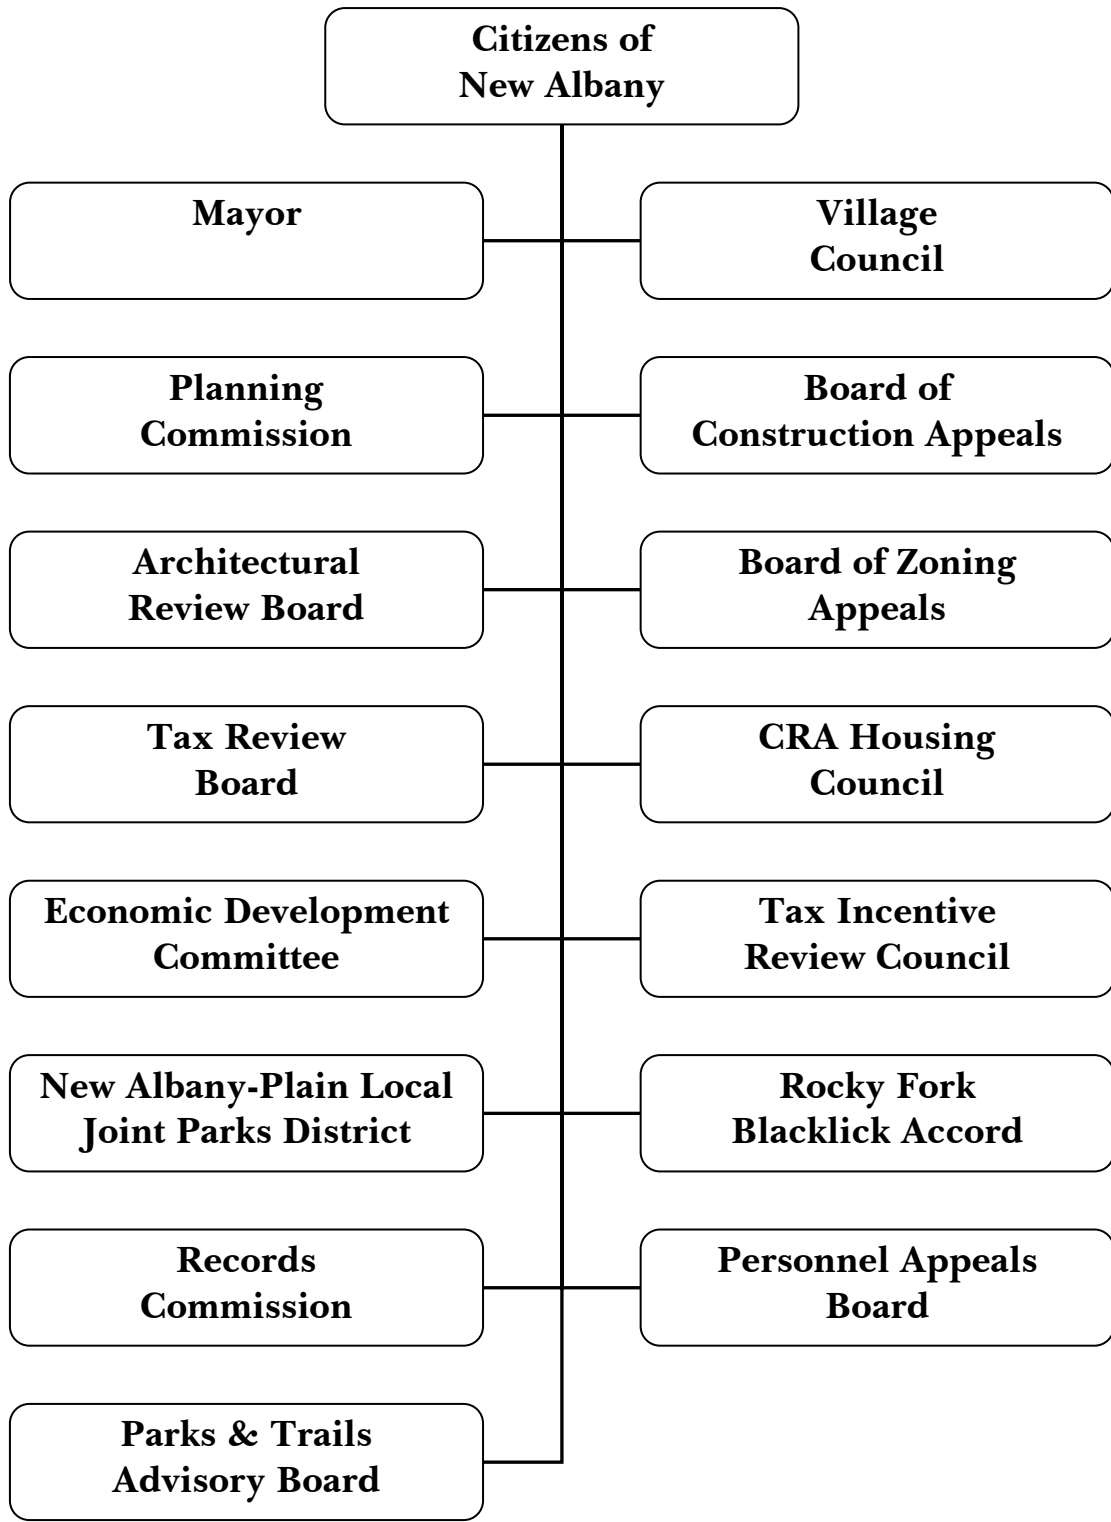 Citizens of
New Albany
Mayor
Village
Council
Planning
Commission
Board of
Construction Appeals
Architectural
Review Board
Board of Zoning
Appeals
Tax Review
Board
CRA Housing
Council
Economic Development
Committee
Tax Incentive
Review Council
New Albany-Plain Local
Joint Parks District
Rocky Fork
Blacklick Accord
Records
Commission
Personnel Appeals
Board
Parks & Trails
Advisory Board